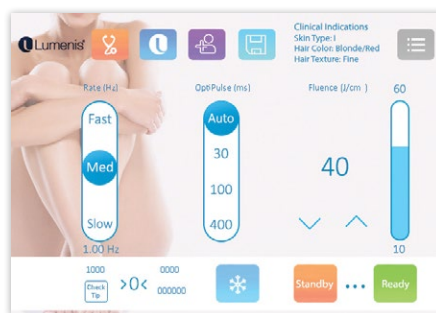 Lumenis
Clinical Indications
Skin Type: I
Hair Color: Blonde/Red
Hair Texture: Fine
Rate (Hz)
OptiPulse (ms)
Fluence (J/cm )
60
Fast
Auto
30
Med
40
100
Slow
400
1.00 Hz
10
1000
0000
Check
Tip
>0<
000000
Standby
...
Ready